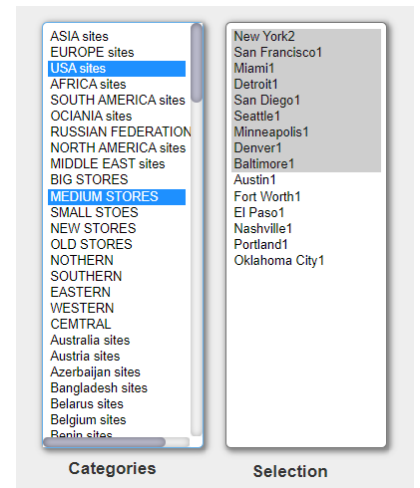 ASIA sites
EUROPE sites
USA sites
AFRICA sites
SOUTH AMERICA sites
OCIANIA sites
RUSSIAN FEDERATION
NORTH AMERICA sites
MIDDLE EAST sites
BIG STORES
MEDIUM STORES
SMALL STOES
NEW STORES
OLD STORES
NOTHERN
SOUTHERN
EASTERN
WESTERN
CEMTRAL
Australia sites
Austria sites
Azerbaijan sites
Bangladesh sites
Belarus sites
Belgium sites
Benin sites
Categories
New York2
San Francisco1
Miami1
Detroit1
San Diego1
Seattle1
Minneapolis1
Denver1
Baltimore1
Austin1
Fort Worth1
El Paso1
Nashville1
Portland1
Oklahoma City1
Selection